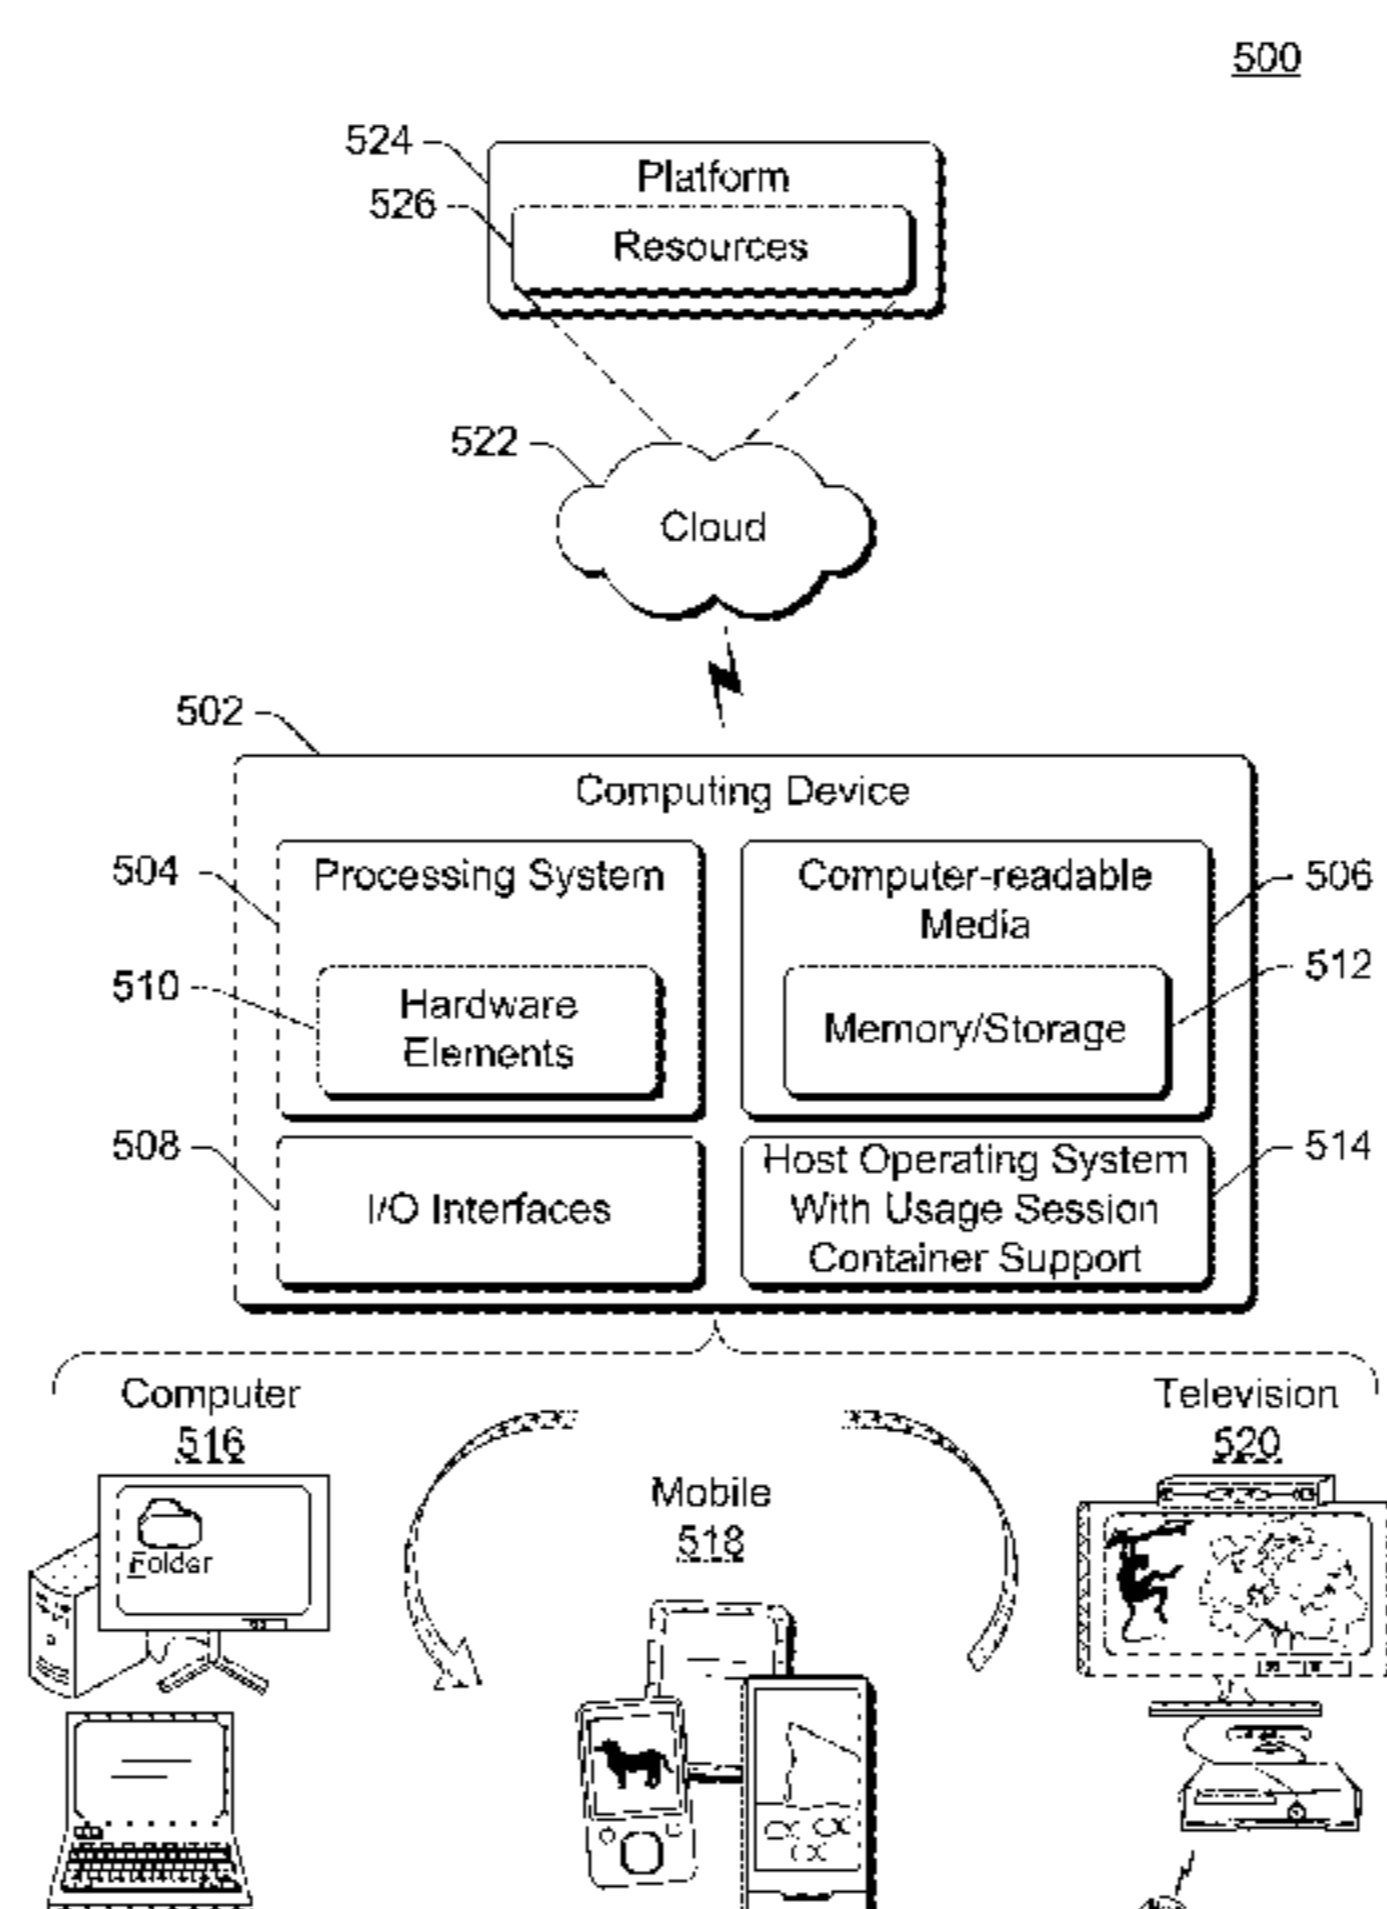 500
524
Platform
526
Resources
522
Cloud
502
Computing Device
504
Processing System
Computer-readable
Media
506
510
Hardware
Elements
Memory/Storage
512
508
I/O Interfaces
Host Operating System
With Usage Session
Container Support
514
Computer
516
Folder
Mobile
518
Television
520